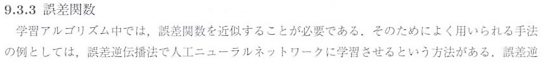 9.3.3 誤差関数
学習アルゴリズム中では，誤差関数を近似することが必要である．そのためによく用いられる手法
の例としては，誤差逆伝播法で人工ニューラルネットワークに学習させるという方法がある．誤差逆